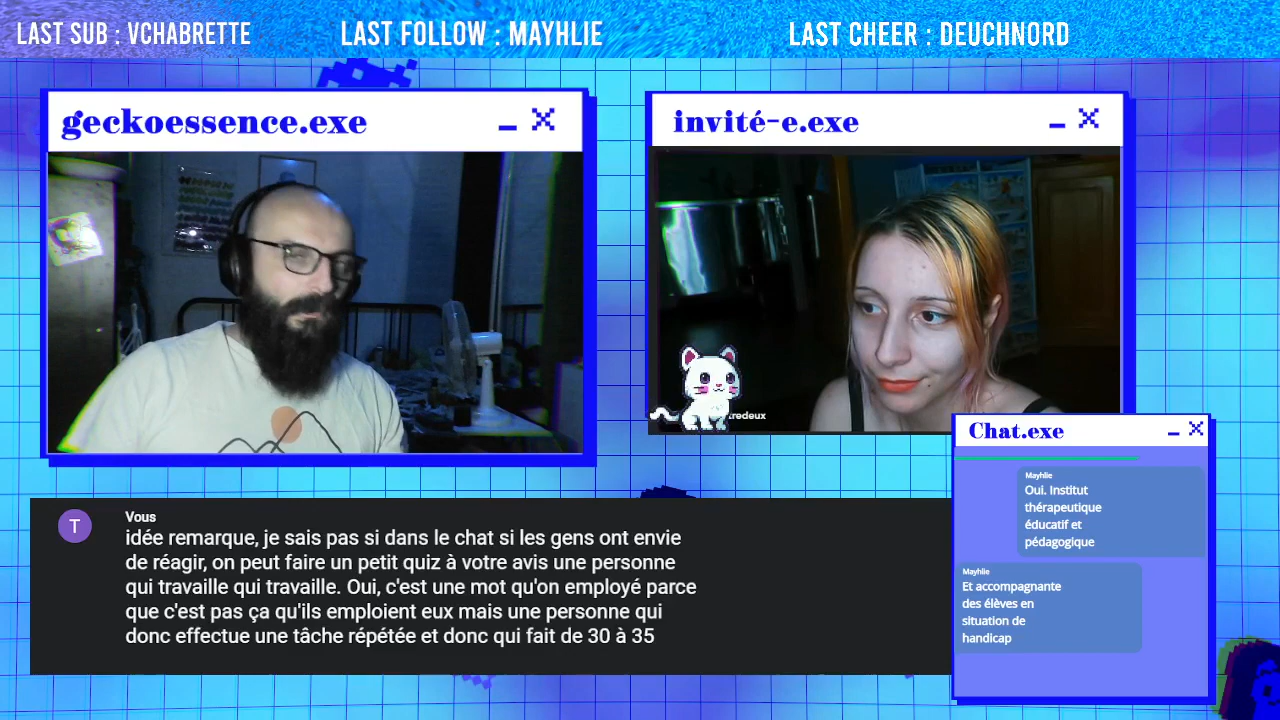 LAST SUB : VCHABRETTE
LAST FOLLOW : MAYHLIE
LAST CHEER : DEUCHNORD
geckoessence.exe
invité-e.exe
redeux
Chat.exe
Mayhlie
Oui. Institut
thérapeutique
éducatif et
pédagogique
Mayhlie
Et accompagnante
des élèves en
situation de
handicap
T
Vous
idée remarque, je sais pas si dans le chat si les gens ont envie
de réagir, on peut faire un petit quiz à votre avis une personne
qui travaille qui travaille. Oui, c'est une mot qu'on employé parce
que c'est pas ça qu'ils emploient eux mais une personne qui
donc effectue une tâche répétée et donc qui fait de 30 à 35